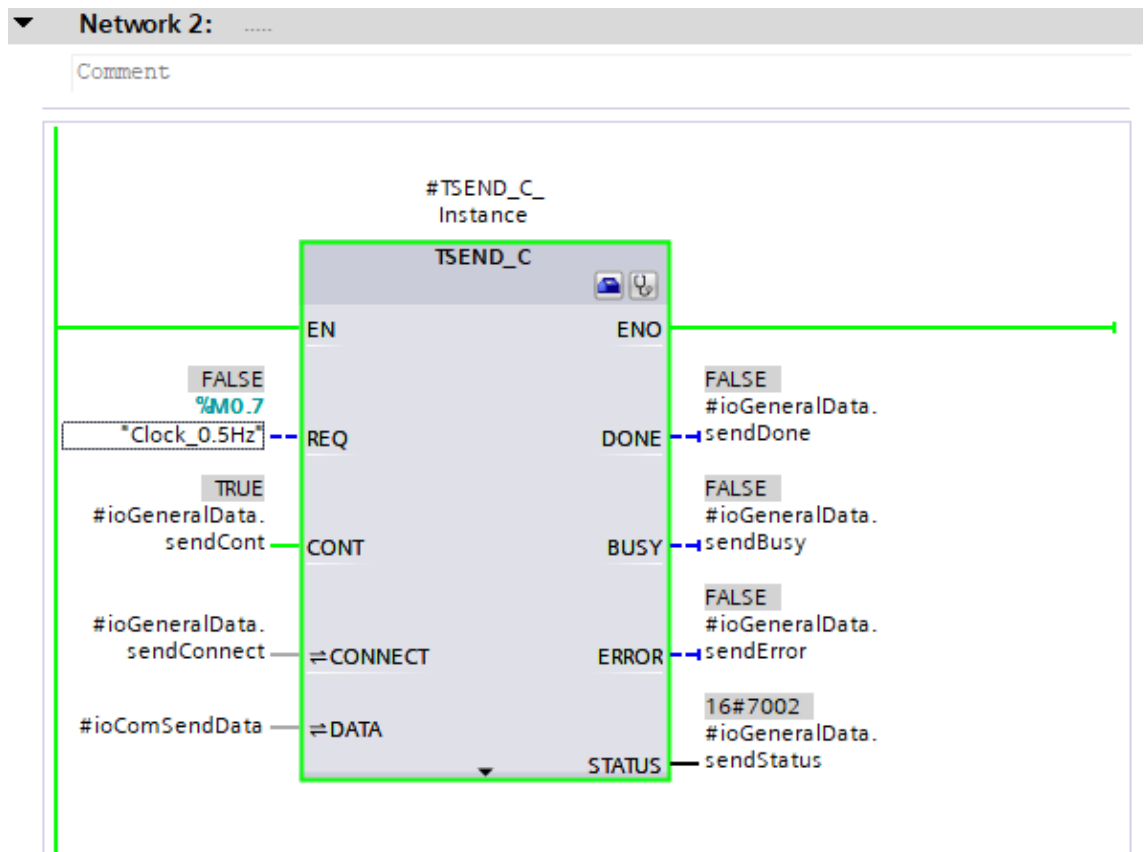 Network 2: .....
Comment
#TSEND_C_
Instance
TSEND_C
EN ENO
FALSE
%M0.7
"Clock_0.5Hz"
REQ
FALSE
#ioGeneralData.
sendDone
DONE
TRUE
#ioGeneralData.
sendCont
CONT
FALSE
#ioGeneralData.
sendBusy
BUSY
#ioGeneralData.
sendConnect
CONNECT
FALSE
#ioGeneralData.
sendError
ERROR
#ioComSendData
DATA
16#7002
#ioGeneralData.
sendStatus
STATUS